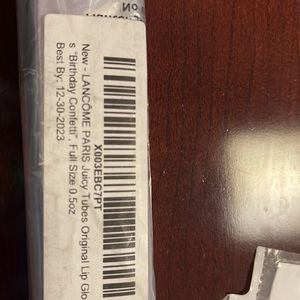 X003EBC7PT
New - LANCÔME PARIS Juicy Tubes Original Lip Glo
s "Birthday Confetti", Full Size 0.5oz
Best By: 12-30-2023